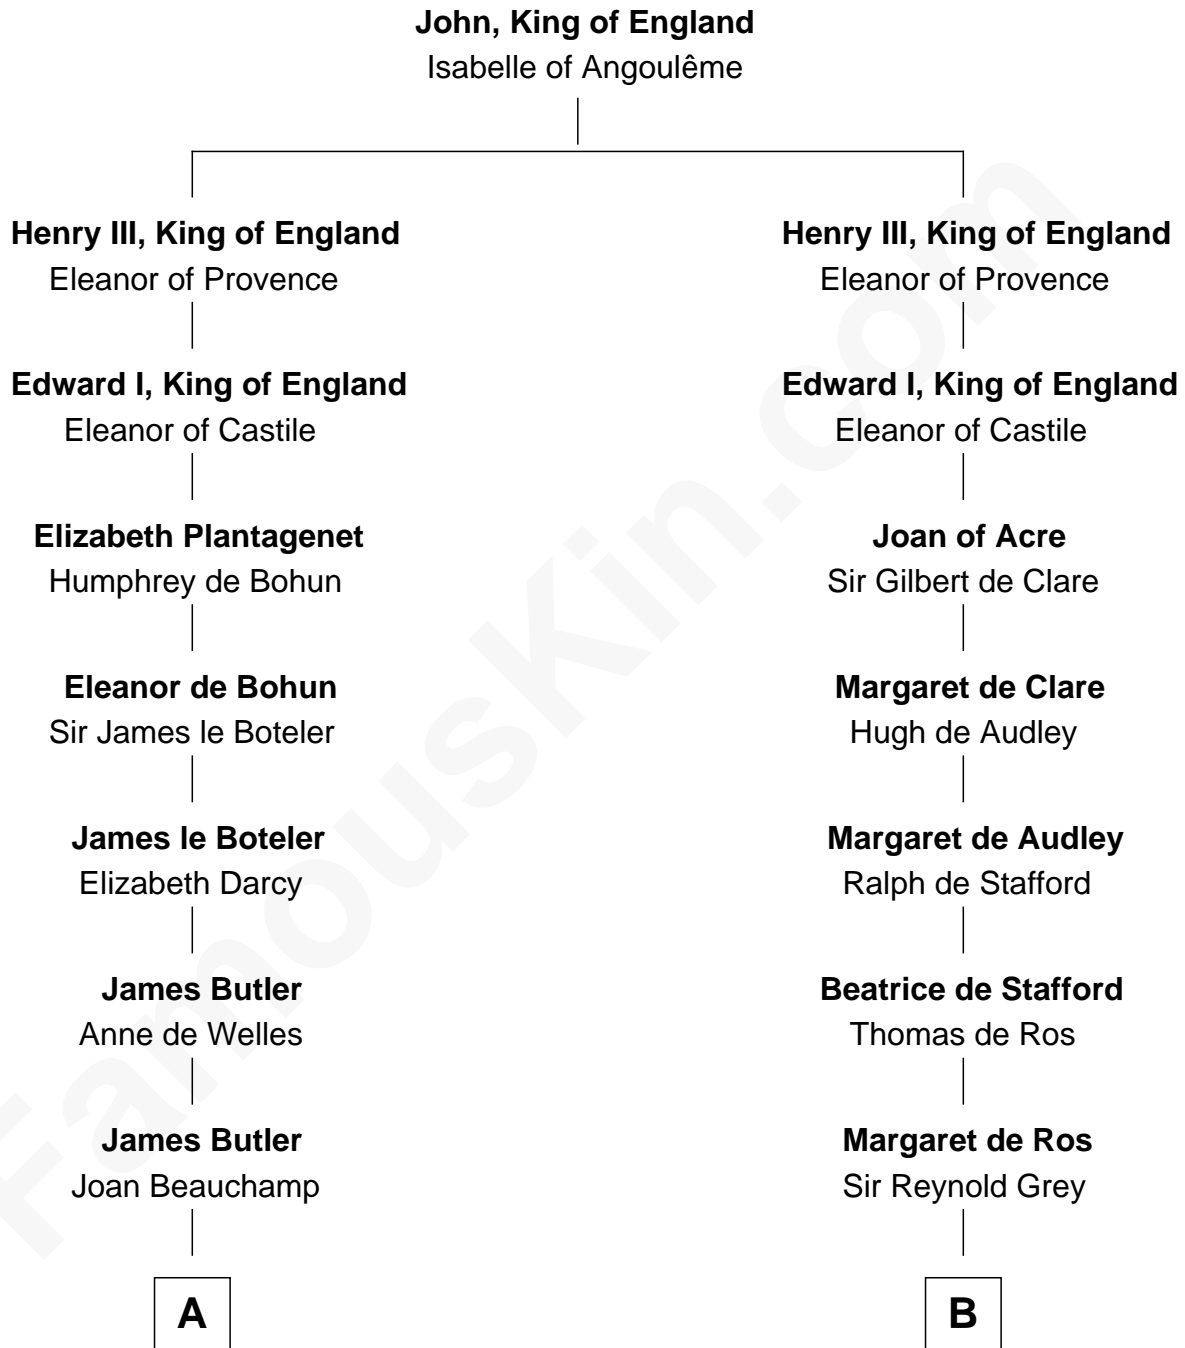 John, King of England
Isabelle of Angoulême
Henry III, King of England
Eleanor of Provence
Henry III, King of England
Eleanor of Provence
Edward I, King of England
Eleanor of Castile
Edward I, King of England
Eleanor of Castile
Elizabeth Plantagenet
Humphrey de Bohun
Joan of Acre
Sir Gilbert de Clare
Eleanor de Bohun
Sir James le Boteler
Margaret de Clare
Hugh de Audley
James le Boteler
Elizabeth Darcy
Margaret de Audley
Ralph de Stafford
James Butler
Anne de Welles
Beatrice de Stafford
Thomas de Ros
James Butler
Joan Beauchamp
Margaret de Ros
Sir Reynold Grey
A
B
FamousKin.com